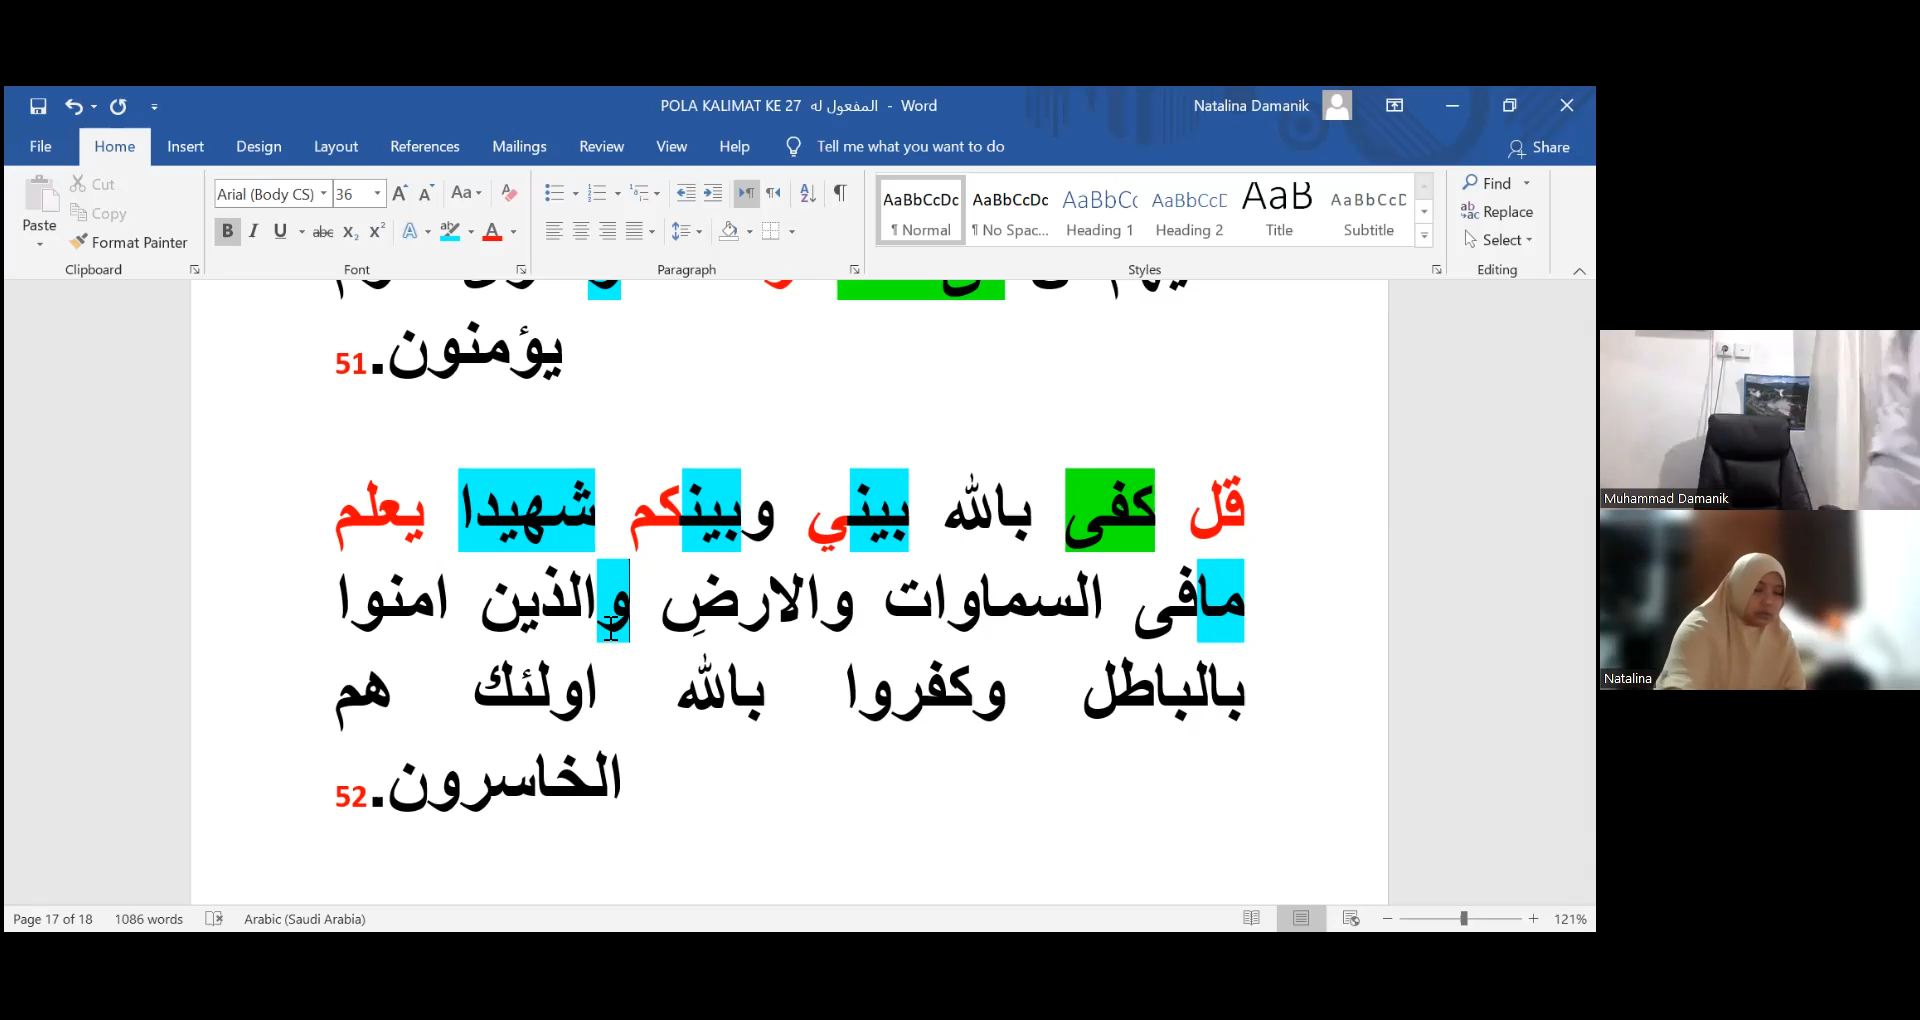 POLA KALIMAT KE 27 المفعول له - Word
Natalina Damanik
File Home Insert Design Layout References Mailings Review View Help Tell me what you want to do Share
Paste
Cut
Copy
Format Painter
Clipboard
Arial (Body CS) 36
Font
Paragraph
AaBbCcDc AaBbCcDc AaBbCc AaBbCcD AaB AaBbCcD
¶ Normal ¶ No Spac... Heading 1 Heading 2 Title Subtitle
Styles
Find
Replace
Select
Editing
يؤمنون.51
قل كفى بالله بيني وبينكم شهيدا يعلم
مافى السماوات والارضِ والذين امنوا
بالباطل وكفروا بالله اولئك هم
الخاسرون.52
Page 17 of 18 1086 words Arabic (Saudi Arabia) 121%
Muhammad Damanik
Natalina